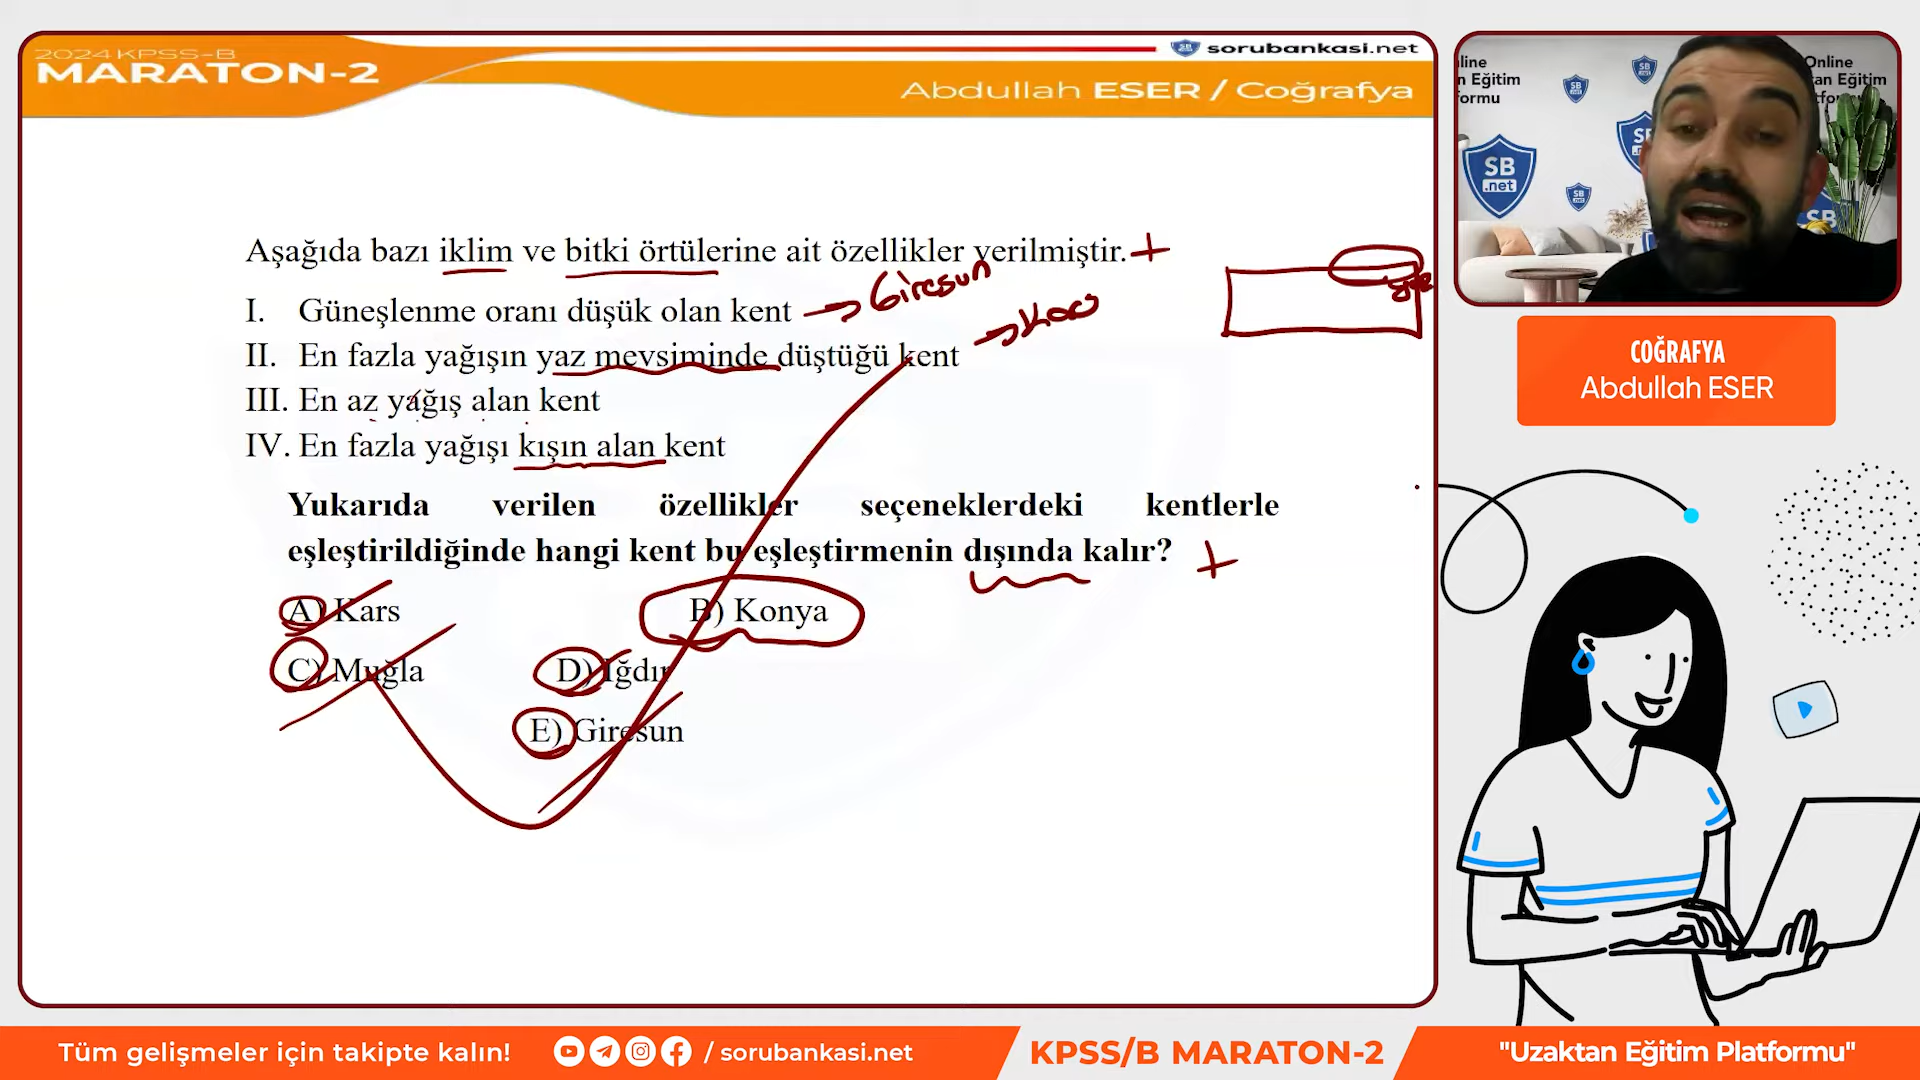 2024 KPSS-B
MARATON-2
sorubankasi.net
Abdullah ESER / Coğrafya
Aşağıda bazı iklim ve bitki örtülerine ait özellikler verilmiştir. +
I. Güneşlenme oranı düşük olan kent → Giresun
II. En fazla yağışın yaz mevsiminde düştüğü kent → Kars
III. En az yağış alan kent
IV. En fazla yağışı kışın alan kent
Yukarıda verilen özellikler seçeneklerdeki kentlerle
eşleştirildiğinde hangi kent bu eşleştirmenin dışında kalır? +
A) Kars B) Konya
C) Muğla D) Iğdır
E) Giresun
Online
Eğitim
SB
.net
SB
COĞRAFYA
Abdullah ESER
Tüm gelişmeler için takipte kalın!
/ sorubankasi.net
KPSS/B MARATON-2
"Uzaktan Eğitim Platformu"